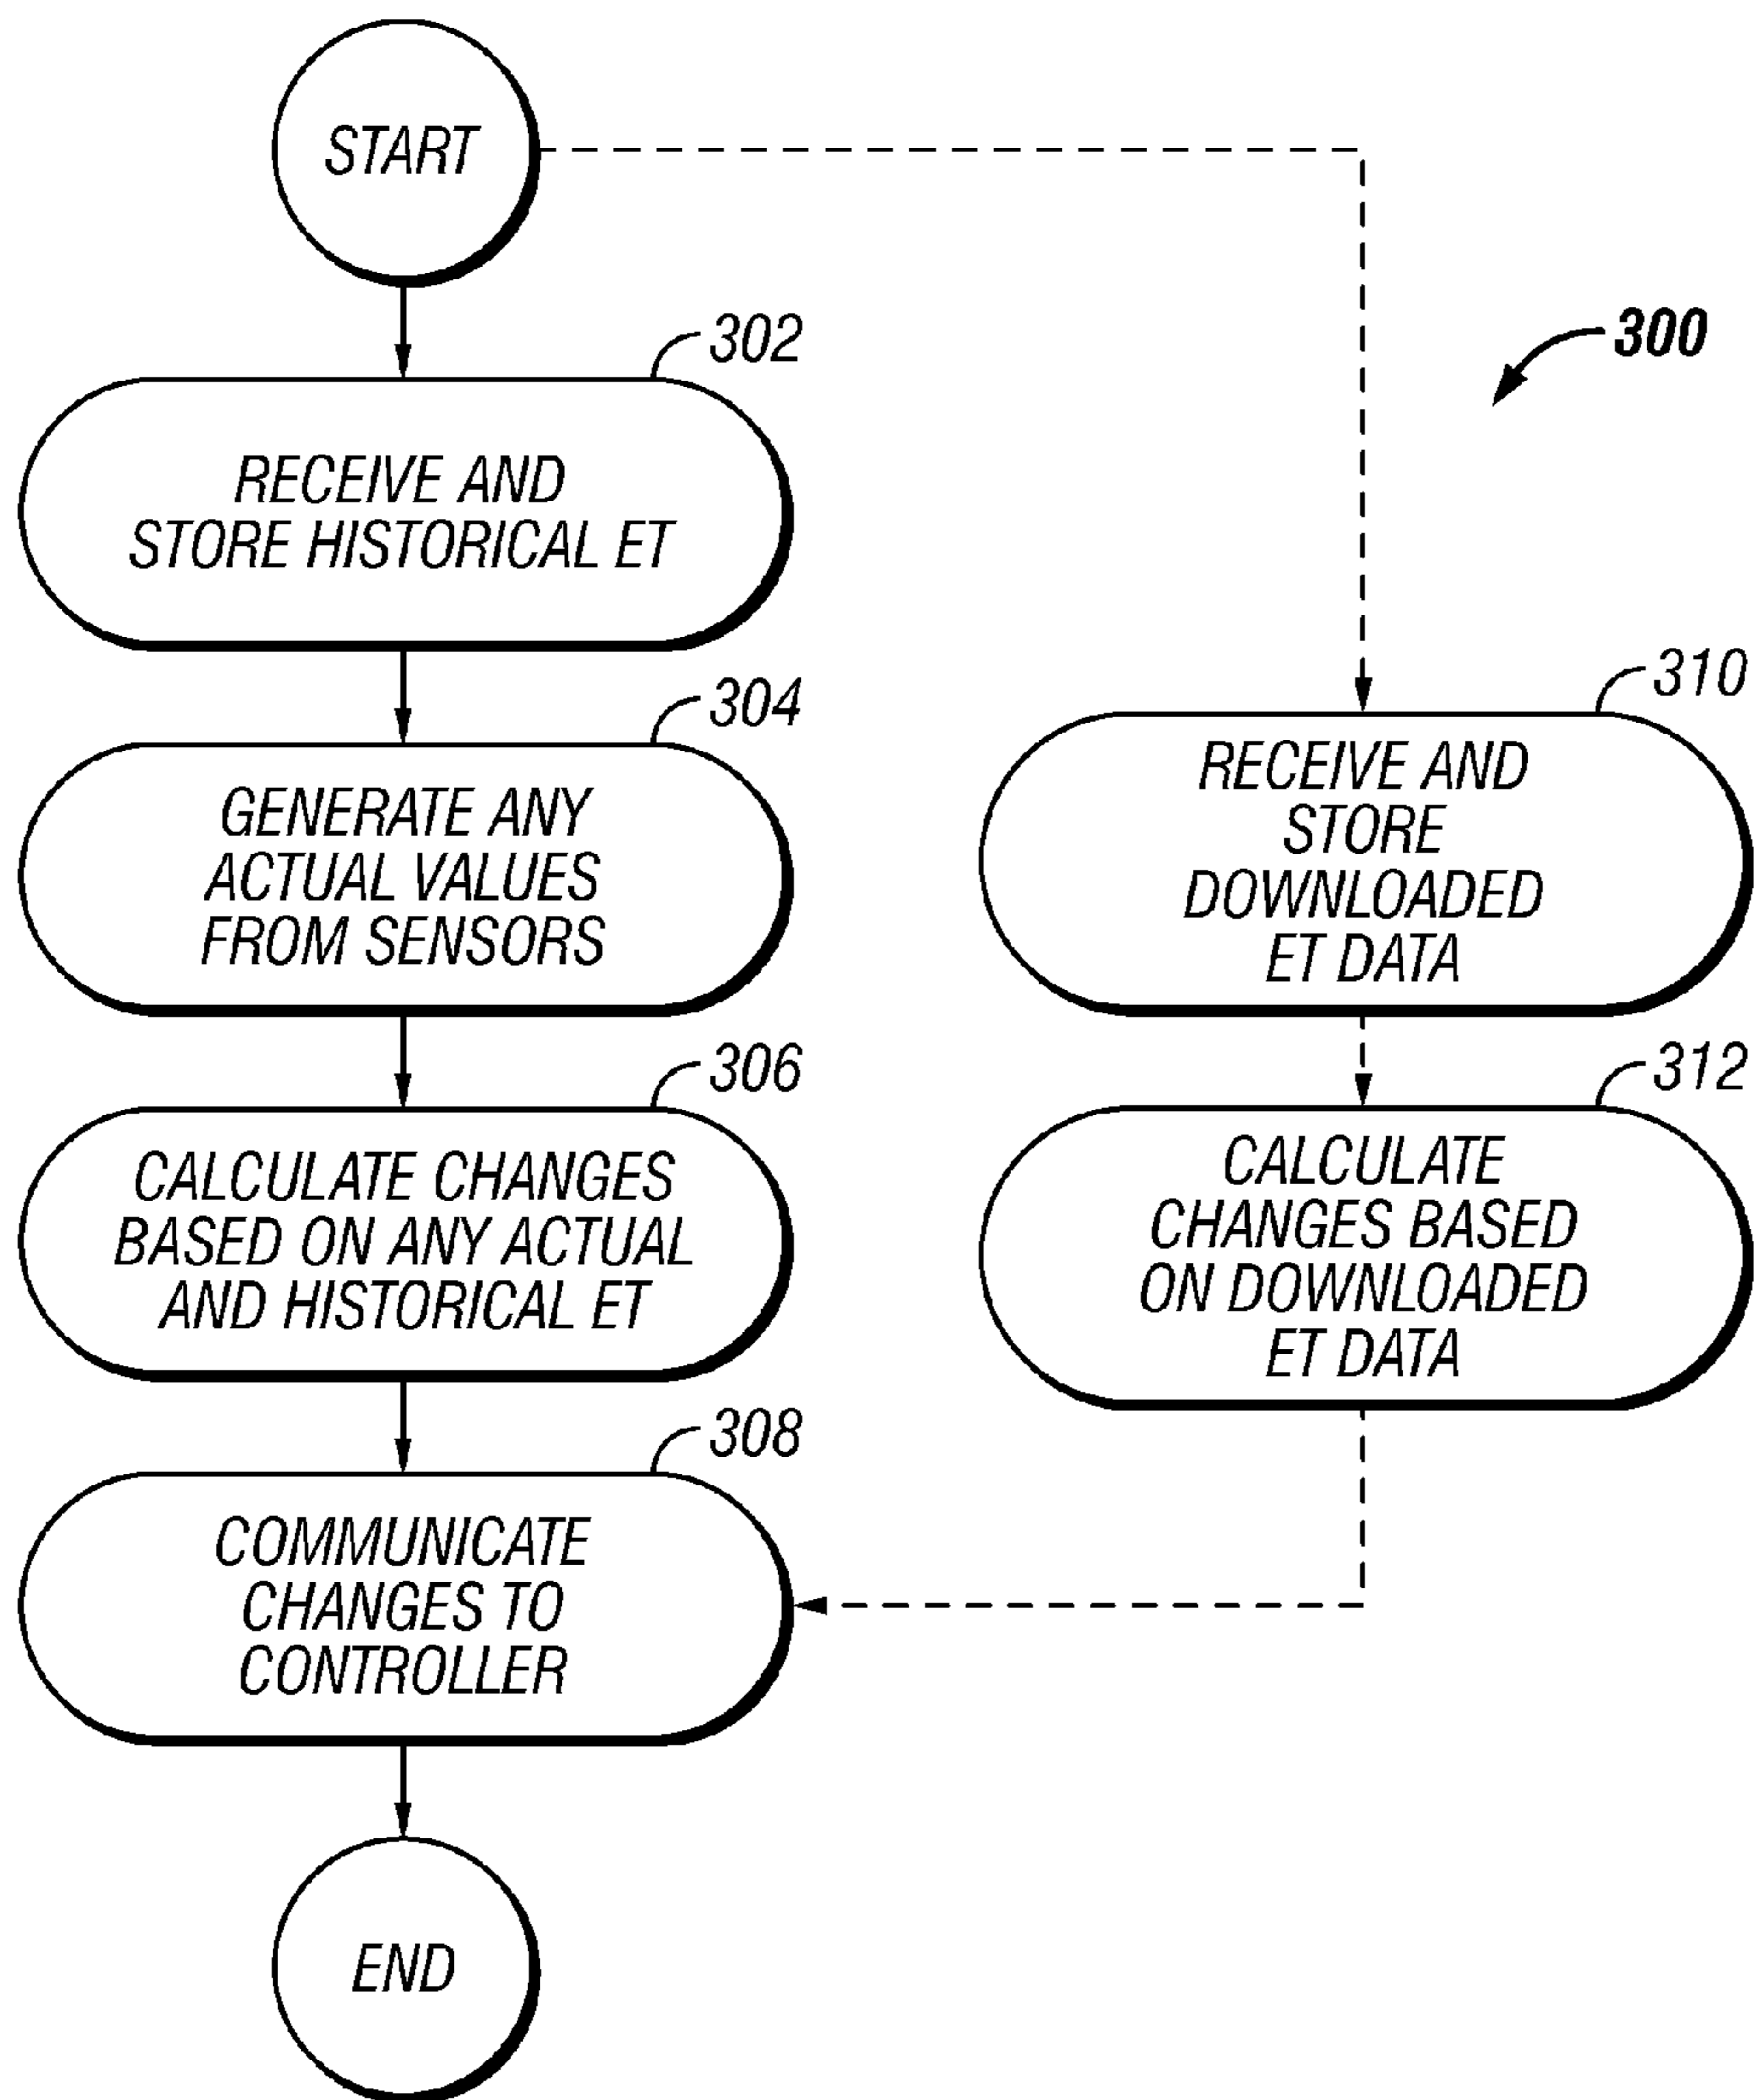 START
300
302
RECEIVE AND
STORE HISTORICAL ET
304
GENERATE ANY
ACTUAL VALUES
FROM SENSORS
306
CALCULATE CHANGES
BASED ON ANY ACTUAL
AND HISTORICAL ET
308
COMMUNICATE
CHANGES TO
CONTROLLER
END
310
RECEIVE AND
STORE
DOWNLOADED
ET DATA
312
CALCULATE
CHANGES BASED
ON DOWNLOADED
ET DATA